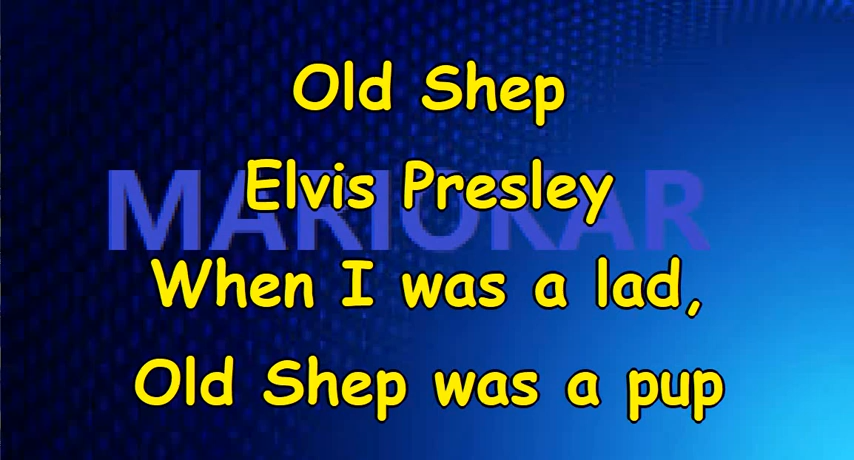 Old Shep
Elvis Presley
MARIOKAR
When I was a lad,
Old Shep was a pup